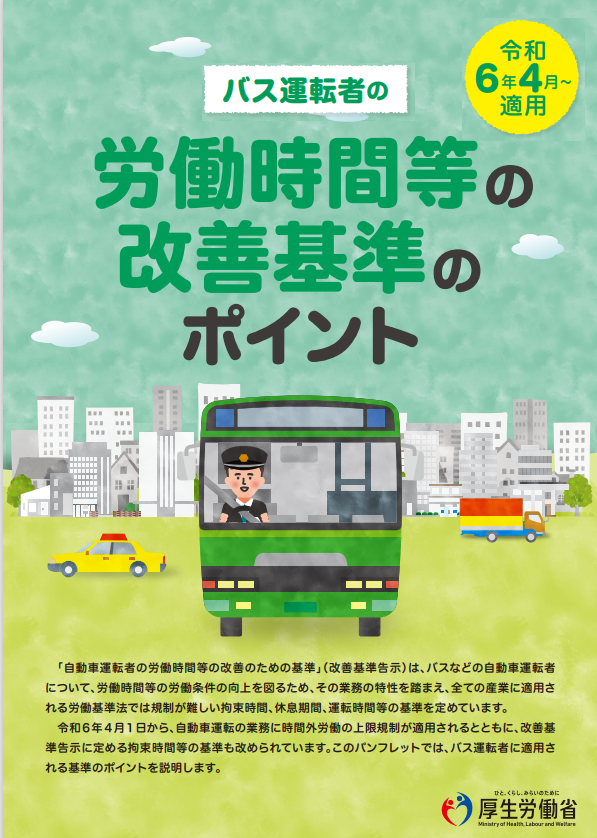 令和
6年4月～
適用
バス運転者の
労働時間等の
改善基準の
ポイント
「自動車運転者の労働時間等の改善のための基準」（改善基準告示）は、バスなどの自動車運転者
について、労働時間等の労働条件の向上を図るため、その業務の特性を踏まえ、全ての産業に適用さ
れる労働基準法では規制が難しい拘束時間、休息期間、運転時間等の基準を定めています。
令和6年4月1日から、自動車運転の業務に時間外労働の上限規制が適用されるとともに、改善基
準告示に定める拘束時間等の基準も改められています。このパンフレットでは、バス運転者に適用さ
れる基準のポイントを説明します。
ひと、くらし、みらいのために
厚生労働省
Ministry of Health, Labour and Welfare